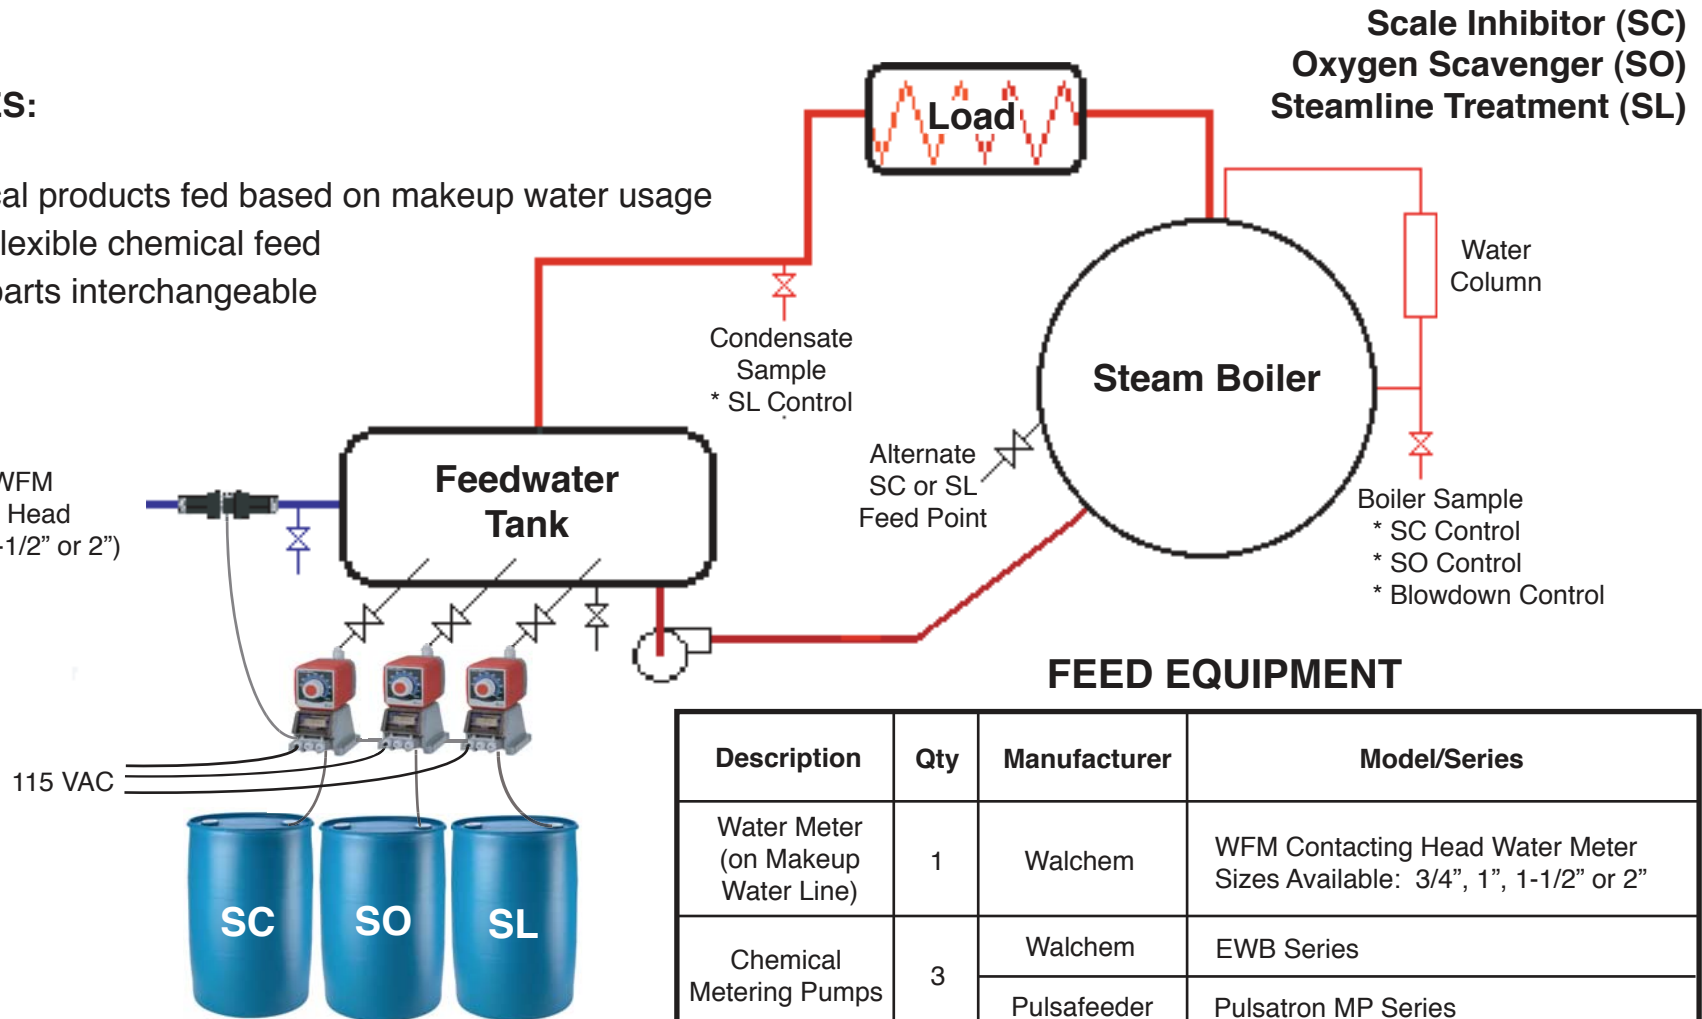 Scale Inhibitor (SC)
Oxygen Scavenger (SO)
Steamline Treatment (SL)
ES:
cal products fed based on makeup water usage
lexible chemical feed
parts interchangeable
Load
Water
Column
Condensate
Sample
* SL Control
Steam Boiler
Alternate
SC or SL
Feed Point
Boiler Sample
* SC Control
* SO Control
* Blowdown Control
Feedwater
Tank
WFM
Head
-1/2” or 2”)
115 VAC
SC
SO
SL
FEED EQUIPMENT
Description Qty Manufacturer Model/Series
Water Meter
(on Makeup
Water Line)
1
Walchem
WFM Contacting Head Water Meter
Sizes Available: 3/4”, 1”, 1-1/2” or 2”
Chemical
Metering Pumps
3
Walchem
EWB Series
Pulsafeeder
Pulsatron MP Series